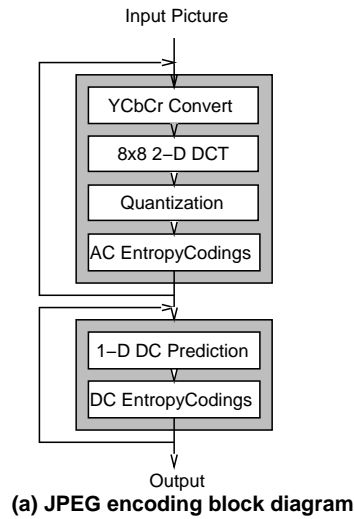 Input Picture
YCbCr Convert
8x8 2–D DCT
Quantization
AC EntropyCodings
1–D DC Prediction
DC EntropyCodings
Output
(a) JPEG encoding block diagram